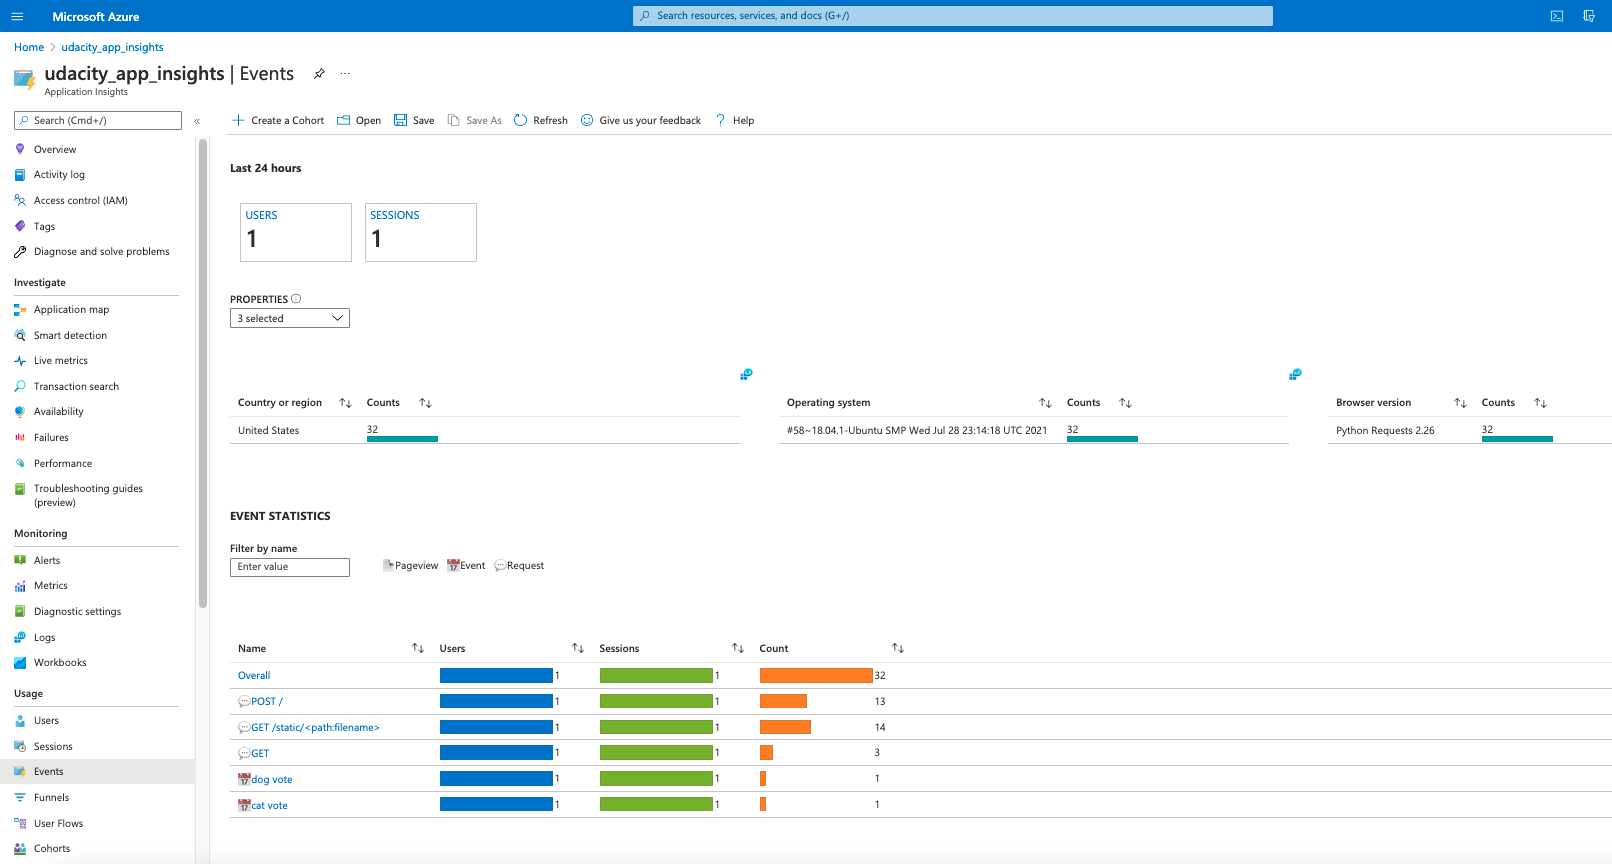 Microsoft Azure
Search resources, services, and docs (G+/)
Home > udacity_app_insights
udacity_app_insights | Events
Application Insights
Search (Cmd+/)
«
Create a Cohort Open Save Save As Refresh Give us your feedback ? Help
Overview
Activity log
Access control (IAM)
Tags
Diagnose and solve problems
Investigate
Application map
Smart detection
Live metrics
Transaction search
Availability
Failures
Performance
Troubleshooting guides
(preview)
Monitoring
Alerts
Metrics
Diagnostic settings
Logs
Workbooks
Usage
Users
Sessions
Events
Funnels
User Flows
Cohorts
Last 24 hours
USERS
1
SESSIONS
1
PROPERTIES
3 selected
Country or region Counts
United States 32
Operating system Counts
#58~18.04.1-Ubuntu SMP Wed Jul 28 23:14:18 UTC 2021 32
Browser version Counts
Python Requests 2.26 32
EVENT STATISTICS
Filter by name
Enter value
Pageview Event Request
Name Users Sessions Count
Overall 1 1 32
POST / 1 1 13
GET /static/<path:filename> 1 1 14
GET 1 1 3
dog vote 1 1 1
cat vote 1 1 1